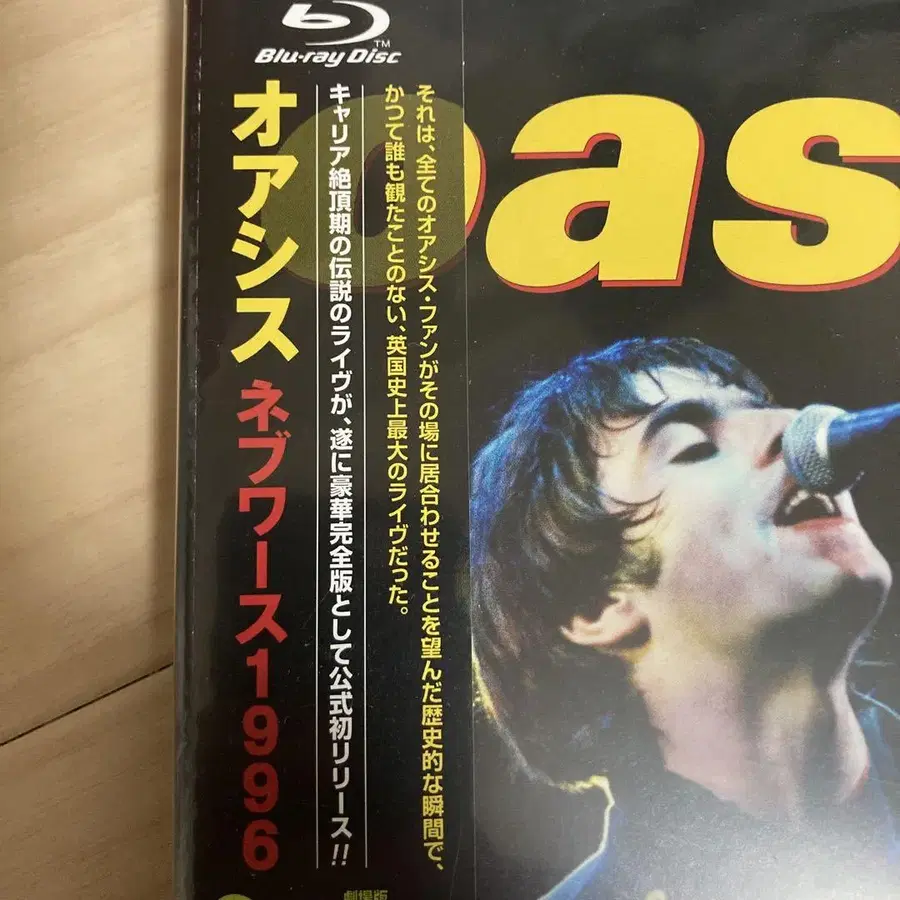 Blu-ray Disc™
オアシス ネブワース1996
キャリア絶頂期の伝説のライヴが、遂に豪華完全版として公式初リリース!!
それは、全てのオアシス・ファンがその場に居合わせることを望んだ歴史的な瞬間で、
かつて誰も観たことのない、英国史上最大のライヴだった。
oas
劇場版